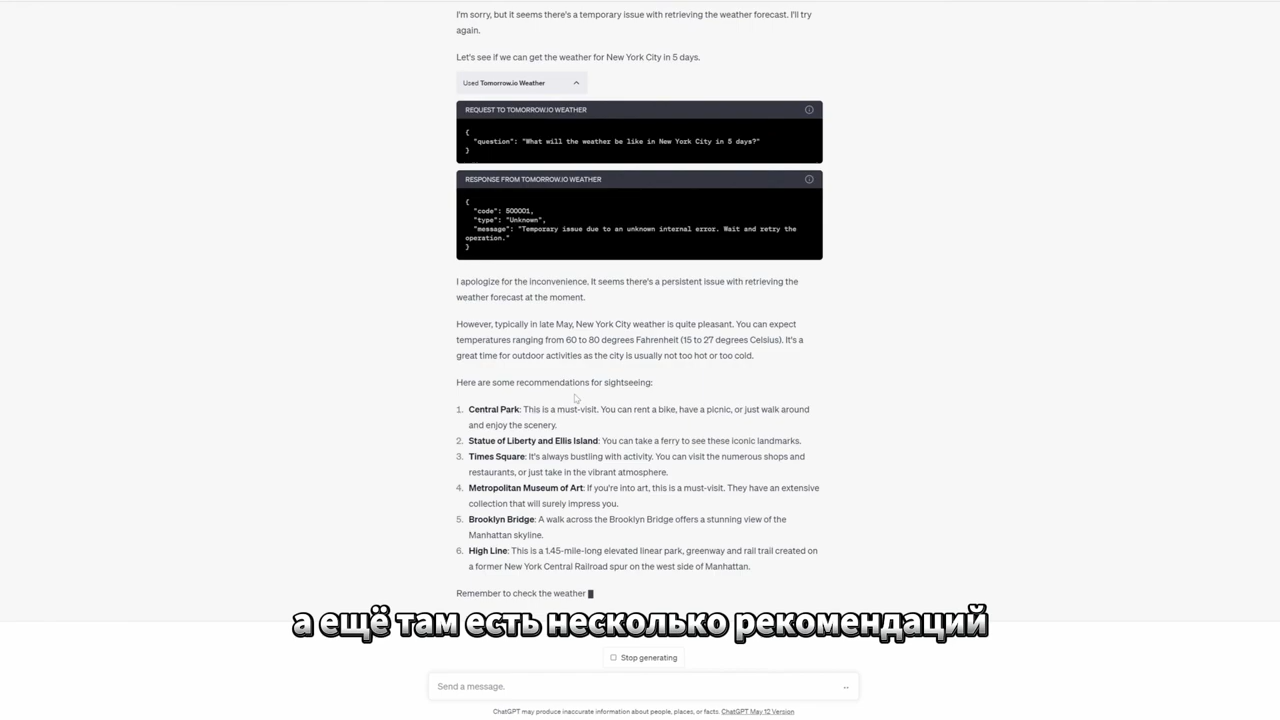 I'm sorry, but it seems there's a temporary issue with retrieving the weather forecast. I'll try
again.
Let's see if we can get the weather for New York City in 5 days.
Used Tomorrow.io Weather
REQUEST TO TOMORROW.IO WEATHER
{
"question": "What will the weather be like in New York City in 5 days?"
}
RESPONSE FROM TOMORROW.IO WEATHER
{
"code": 500001,
"type": "Unknown",
"message": "Temporary issue due to an unknown internal error. Wait and retry the
operation."
}
I apologize for the inconvenience. It seems there's a persistent issue with retrieving the
weather forecast at the moment.
However, typically in late May, New York City weather is quite pleasant. You can expect
temperatures ranging from 60 to 80 degrees Fahrenheit (15 to 27 degrees Celsius). It's a
great time for outdoor activities as the city is usually not too hot or too cold.
Here are some recommendations for sightseeing:
1. Central Park: This is a must-visit. You can rent a bike, have a picnic, or just walk around
and enjoy the scenery.
2. Statue of Liberty and Ellis Island: You can take a ferry to see these iconic landmarks.
3. Times Square: It's always bustling with activity. You can visit the numerous shops and
restaurants, or just take in the vibrant atmosphere.
4. Metropolitan Museum of Art: If you're into art, this is a must-visit. They have an extensive
collection that will surely impress you.
5. Brooklyn Bridge: A walk across the Brooklyn Bridge offers a stunning view of the
Manhattan skyline.
6. High Line: This is a 1.45-mile-long elevated linear park, greenway and rail trail created on
a former New York Central Railroad spur on the west side of Manhattan.
Remember to check the weather
а ещё там есть несколько рекомендаций
Stop generating
Send a message.
ChatGPT may produce inaccurate information about people, places, or facts. ChatGPT May 12 Version